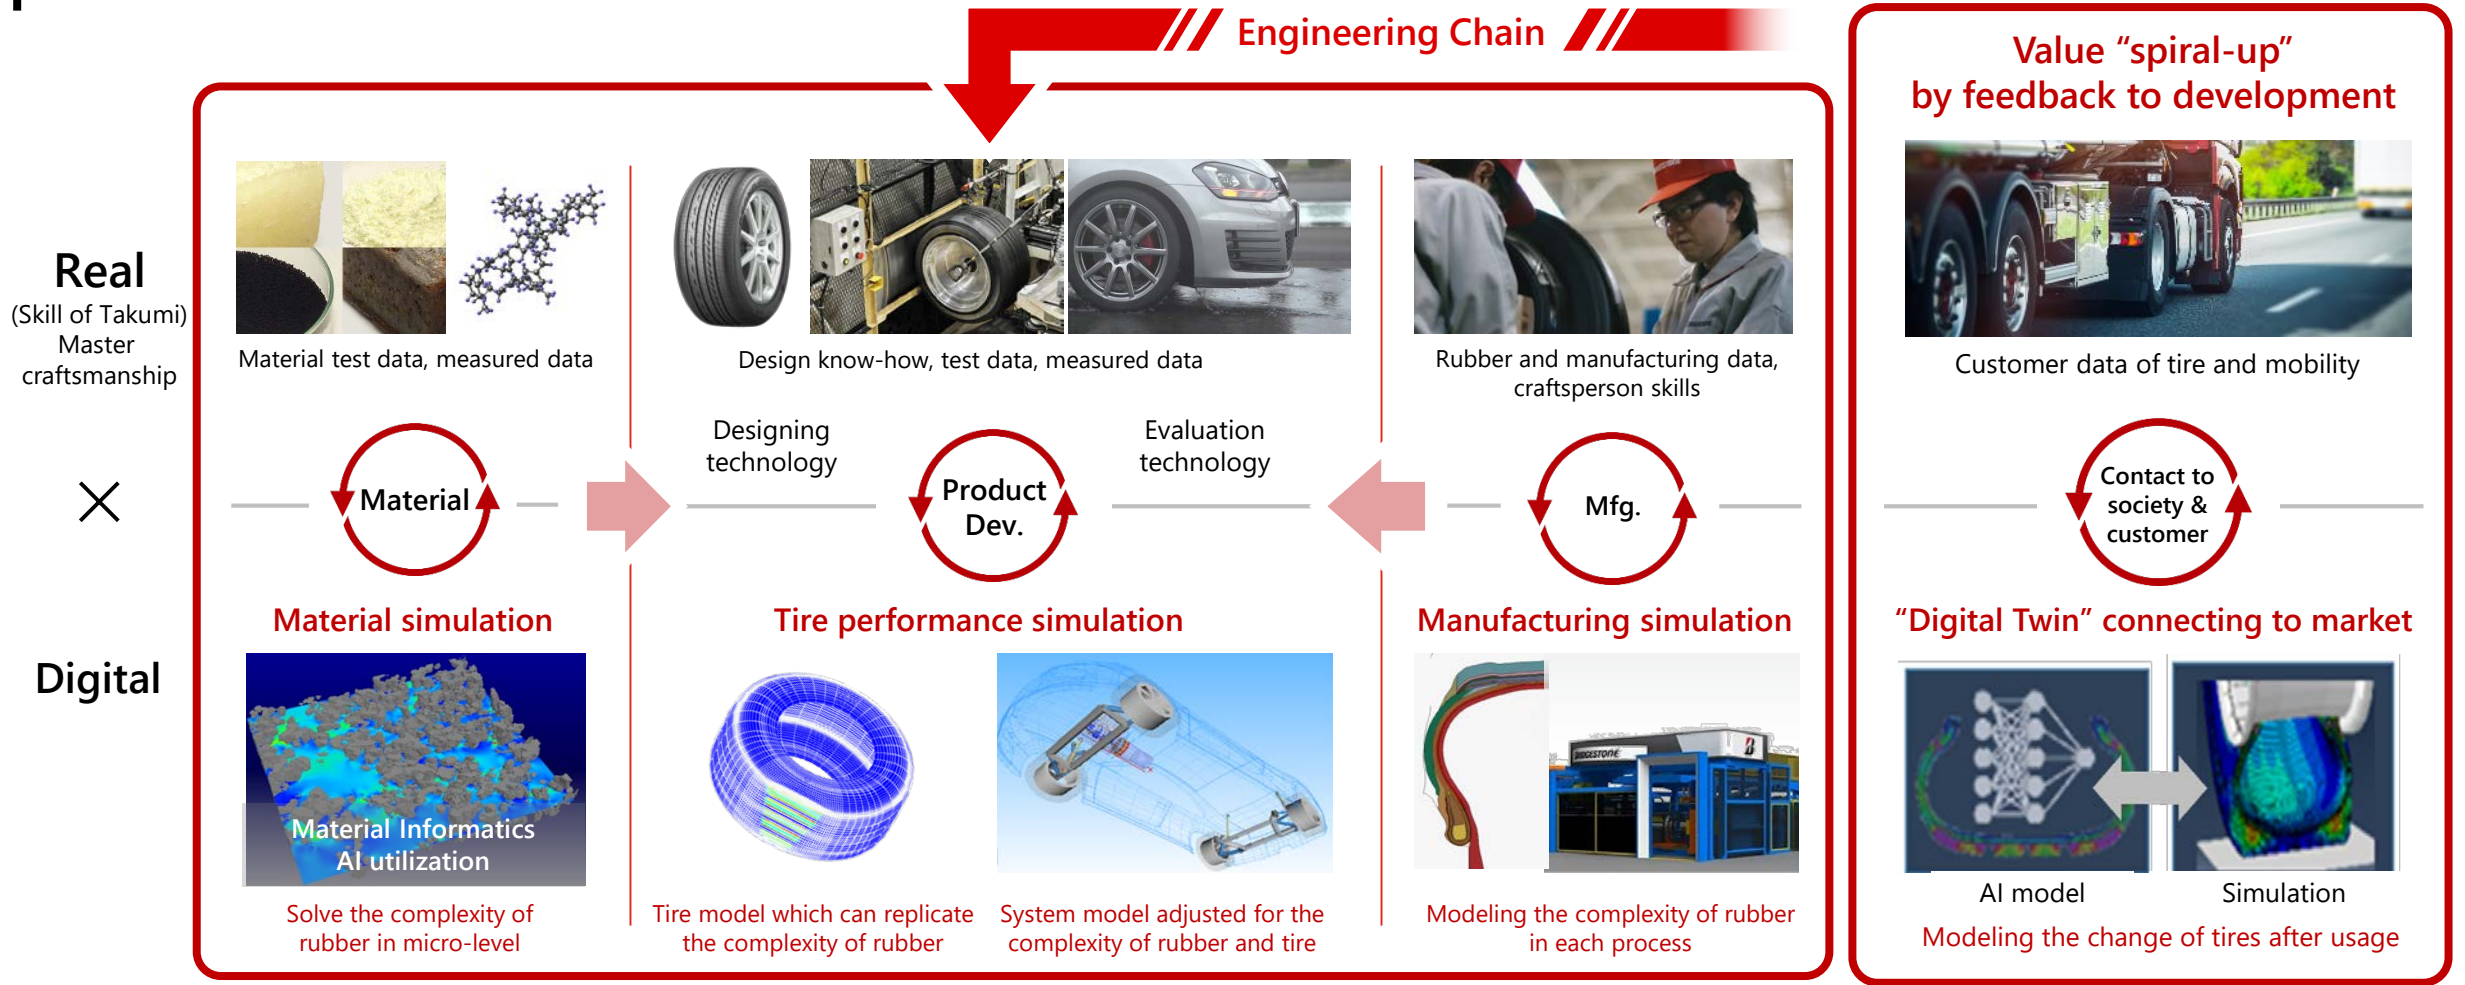 Engineering Chain
Value “spiral-up”
by feedback to development
Real
(Skill of Takumi)
Master
craftsmanship
Material test data, measured data
Design know-how, test data, measured data
Rubber and manufacturing data,
craftsperson skills
Customer data of tire and mobility
×
Material
Designing
technology
Product
Dev.
Evaluation
technology
Mfg.
Contact to
society &
customer
Digital
Material simulation
Tire performance simulation
Manufacturing simulation
“Digital Twin” connecting to market
Material Informatics
AI utilization
BRIDGESTONE
B
AI model
Simulation
Solve the complexity of
rubber in micro-level
Tire model which can replicate
the complexity of rubber
System model adjusted for the
complexity of rubber and tire
Modeling the complexity of rubber
in each process
Modeling the change of tires after usage